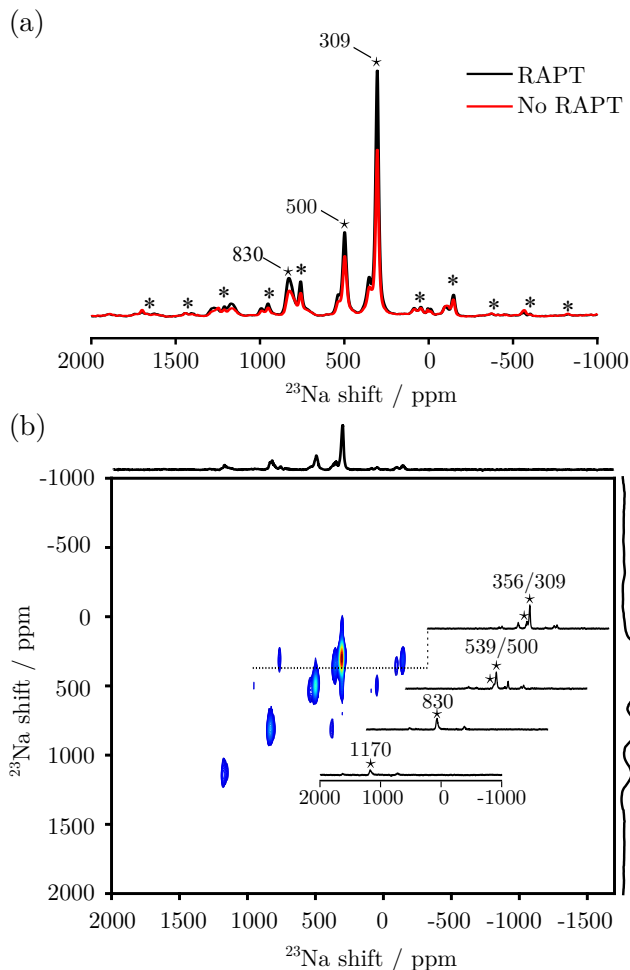 (a)
309
RAPT
No RAPT
500
830
* * * * * * * * *
2000 1500 1000 500 0 -500 -1000
²³Na shift / ppm
(b)
-1000
-500
0
500
1000
1500
2000
²³Na shift / ppm
356/309
539/500
830
1170
2000 1000 0 -1000
2000 1500 1000 500 0 -500 -1000 -1500
²³Na shift / ppm